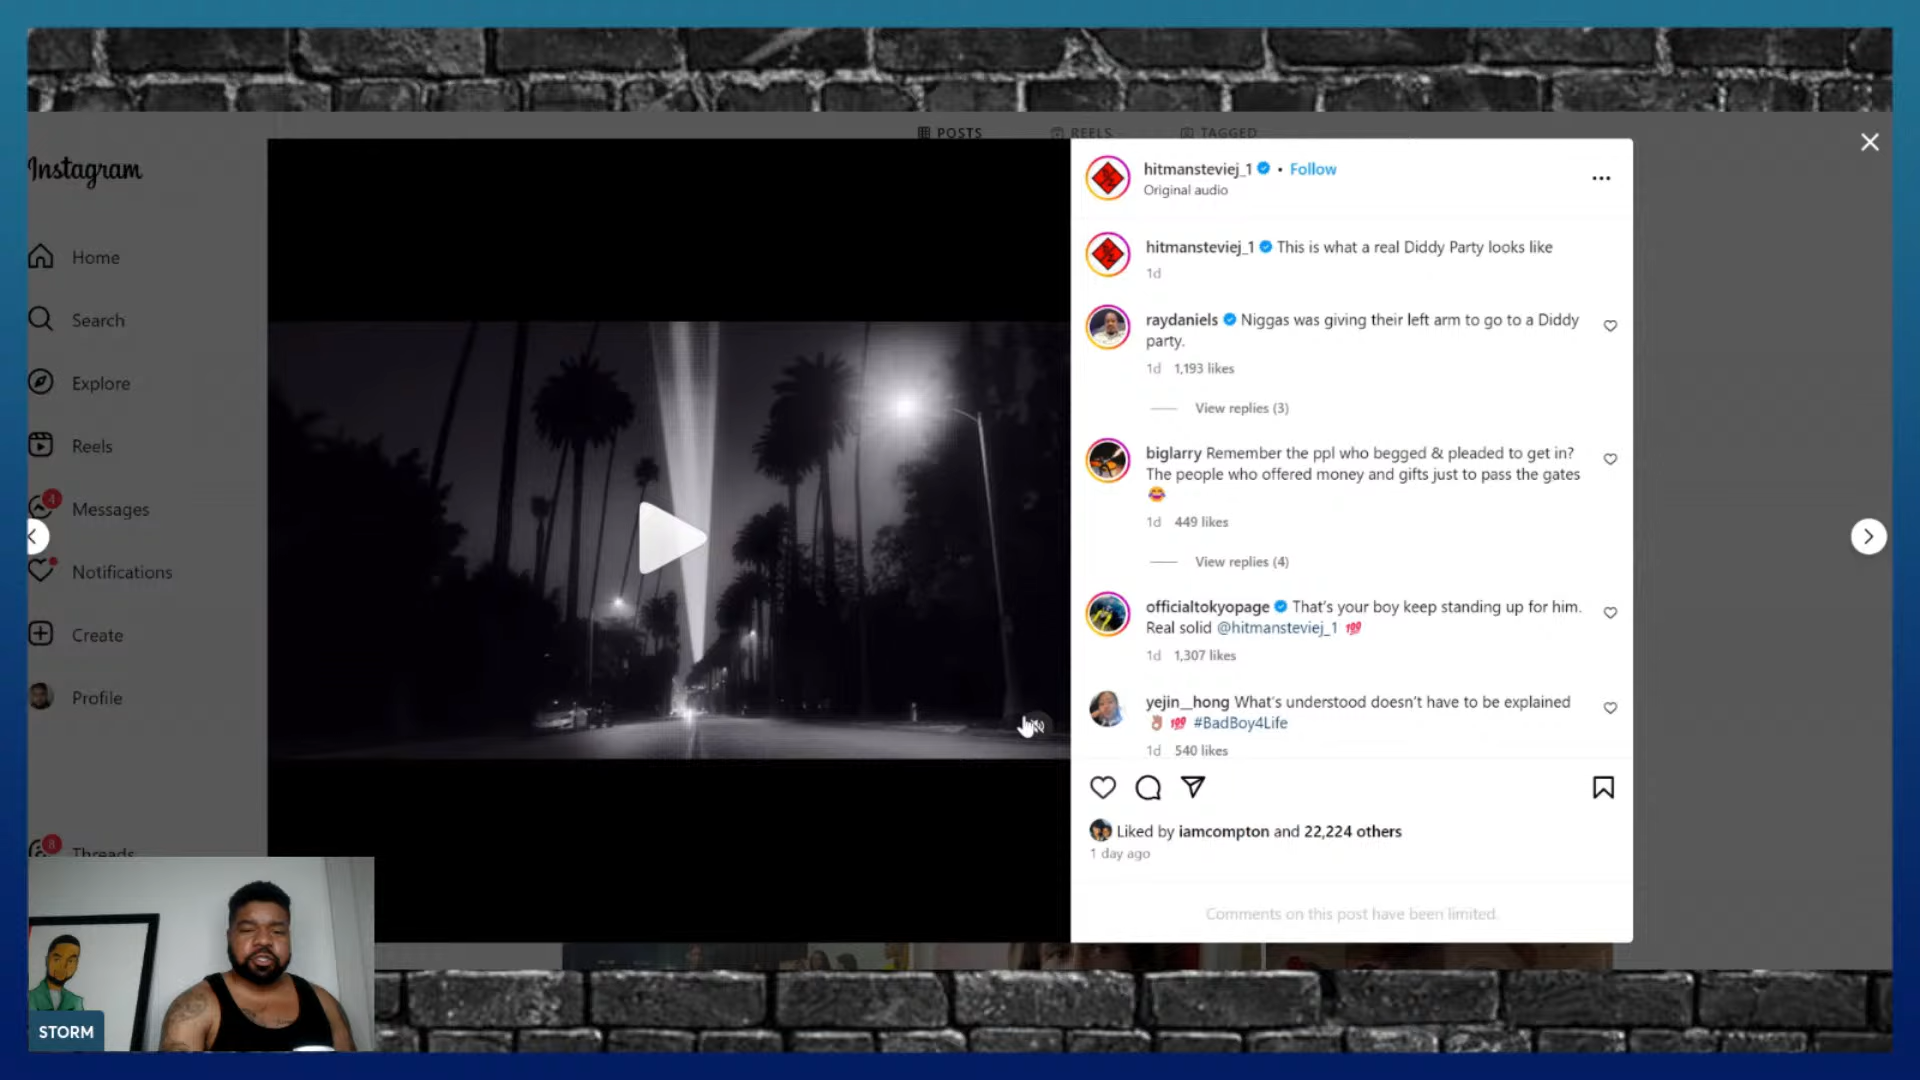 POSTS REELS TAGGED
Instagram
Home
Search
Explore
Reels
4
Messages
Notifications
Create
Profile
8
Threads
STORM
hitmansteviej_1 • Follow
Original audio
hitmansteviej_1 This is what a real Diddy Party looks like
1d
raydaniels Niggas was giving their left arm to go to a Diddy
party.
1d 1,193 likes
View replies (3)
biglarry Remember the ppl who begged & pleaded to get in?
The people who offered money and gifts just to pass the gates
😂
1d 449 likes
View replies (4)
officialtokyopage That's your boy keep standing up for him.
Real solid @hitmansteviej_1 💯
1d 1,307 likes
yejin__hong What's understood doesn't have to be explained
👌🏾 💯 #BadBoy4Life
1d 540 likes
Liked by iamcompton and 22,224 others
1 day ago
Comments on this post have been limited.